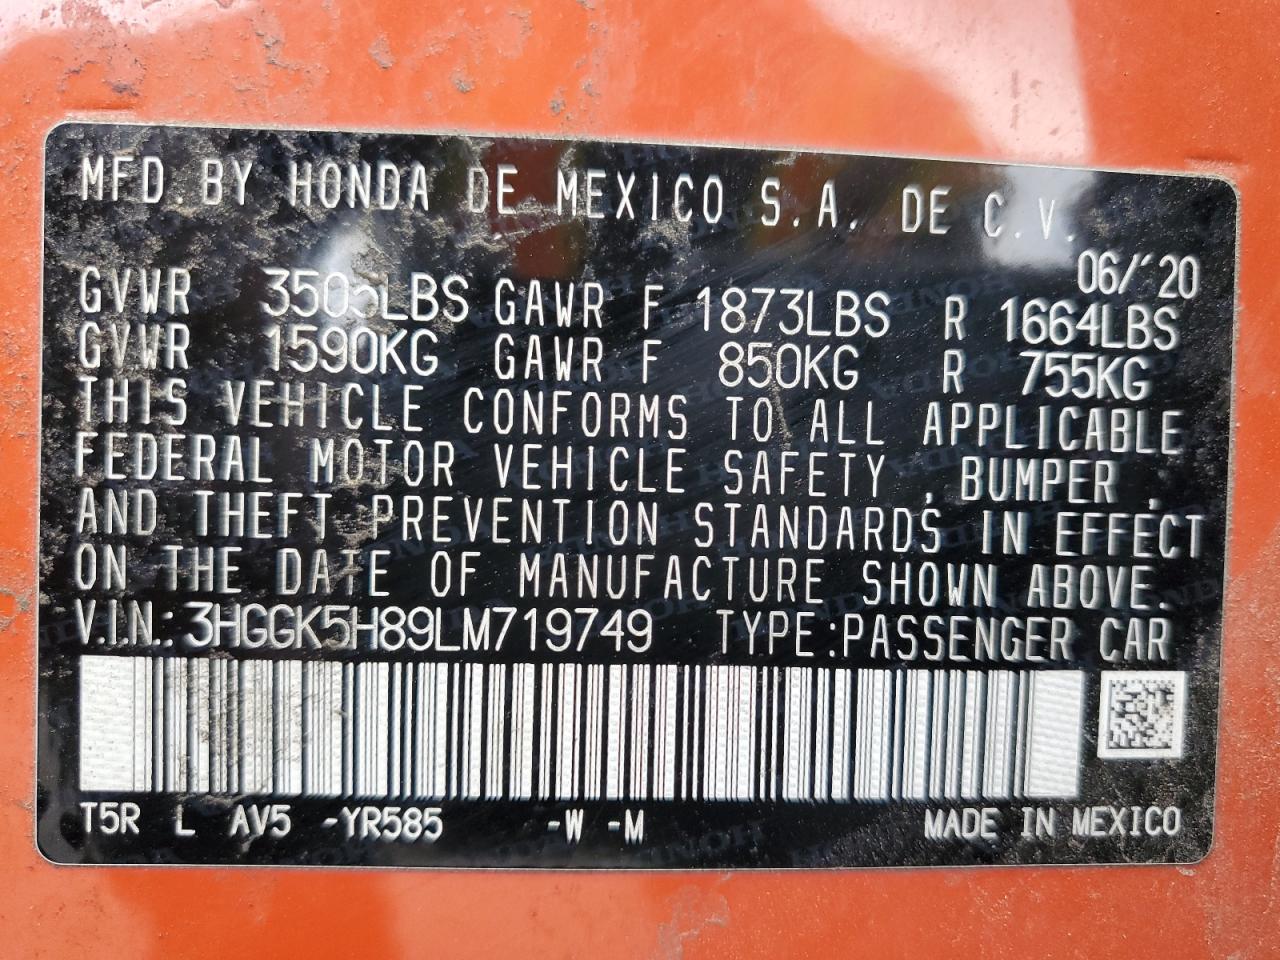 MFD. BY HONDA DE MEXICO S.A. DE C.V.
06/'20
GVWR 3505LBS GAWR F 1873LBS R 1664LBS
GVWR 1590KG GAWR F 850KG R 755KG
THIS VEHICLE CONFORMS TO ALL APPLICABLE
FEDERAL MOTOR VEHICLE SAFETY , BUMPER ,
AND THEFT PREVENTION STANDARDS IN EFFECT
ON THE DATE OF MANUFACTURE SHOWN ABOVE.
V.I.N.: 3HGGK5H89LM719749 TYPE:PASSENGER CAR
T5R L AV5 -YR585 -W -M MADE IN MEXICO